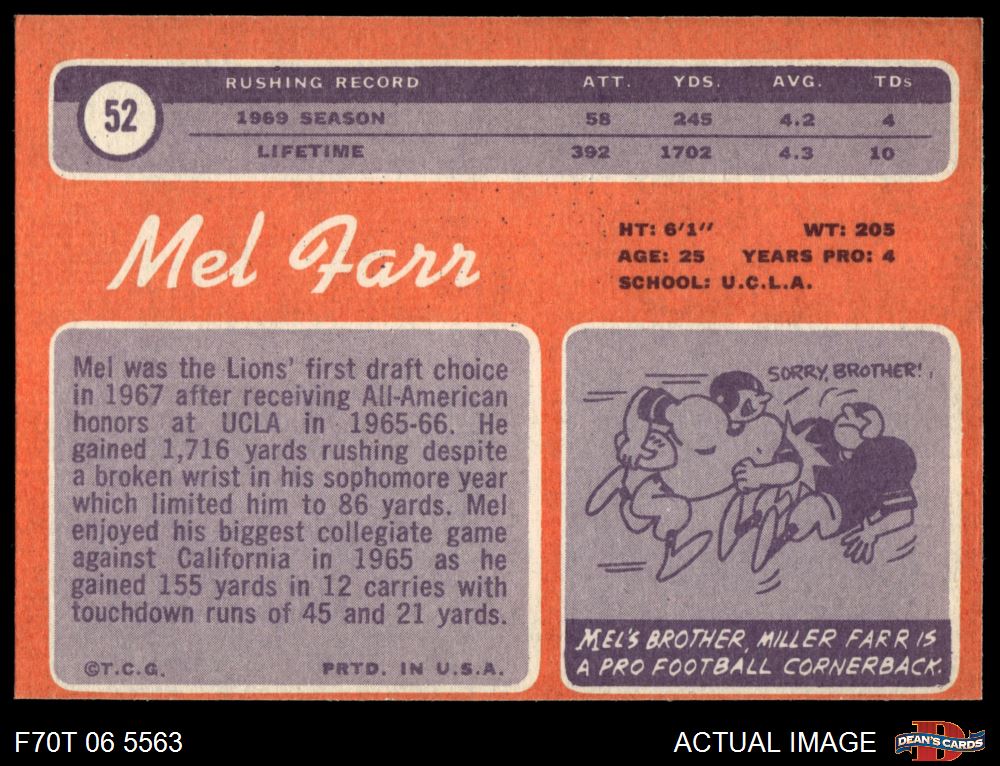 52
RUSHING RECORD ATT. YDS. AVG. TDs
1969 SEASON 58 245 4.2 4
LIFETIME 392 1702 4.3 10
Mel Farr
HT: 6'1" WT: 205
AGE: 25 YEARS PRO: 4
SCHOOL: U.C.L.A.
Mel was the Lions' first draft choice
in 1967 after receiving All-American
honors at UCLA in 1965-66. He
gained 1,716 yards rushing despite
a broken wrist in his sophomore year
which limited him to 86 yards. Mel
enjoyed his biggest collegiate game
against California in 1965 as he
gained 155 yards in 12 carries with
touchdown runs of 45 and 21 yards.
©T.C.G. PRTD. IN U.S.A.
SORRY, BROTHER!
MEL'S BROTHER, MILLER FARR IS
A PRO FOOTBALL CORNERBACK.
F70T 06 5563
ACTUAL IMAGE
D
DEAN'S CARDS